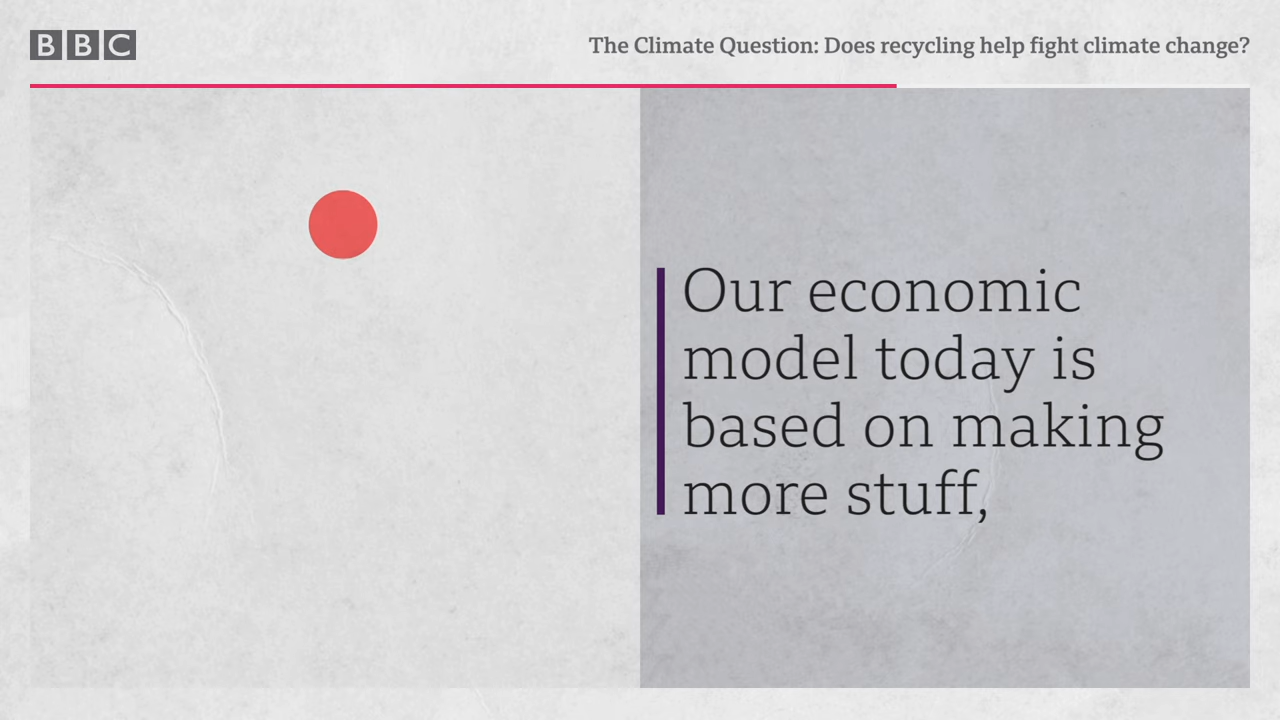 BBC
The Climate Question: Does recycling help fight climate change?
Our economic
model today is
based on making
more stuff,